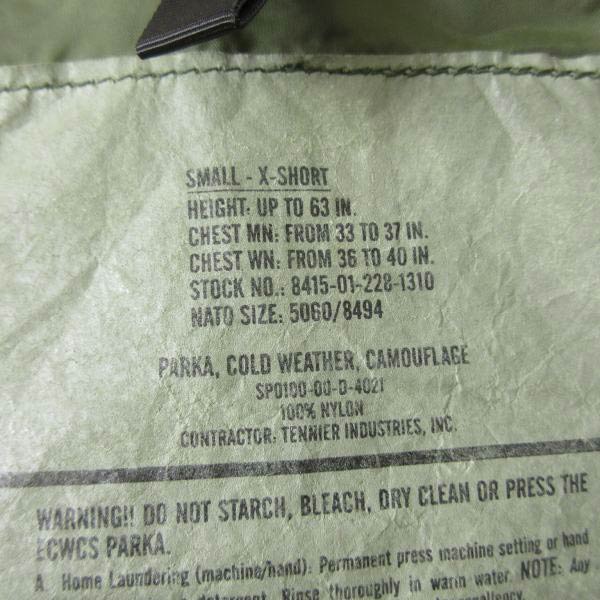 SMALL - X-SHORT
HEIGHT: UP TO 63 IN.
CHEST MN: FROM 33 TO 37 IN.
CHEST WN: FROM 36 TO 40 IN.
STOCK NO.: 8415-01-228-1310
NATO SIZE: 5060/8494
PARKA, COLD WEATHER, CAMOUFLAGE
SPO100-00-D-4021
100% NYLON
CONTRACTOR: TENNIER INDUSTRIES, INC.
WARNING!! DO NOT STARCH, BLEACH, DRY CLEAN OR PRESS THE
ECWCS PARKA.
A Home Laundering (machine/hand): Permanent press machine setting or hand
detergent. Rinse thoroughly in warm water. NOTE: Any